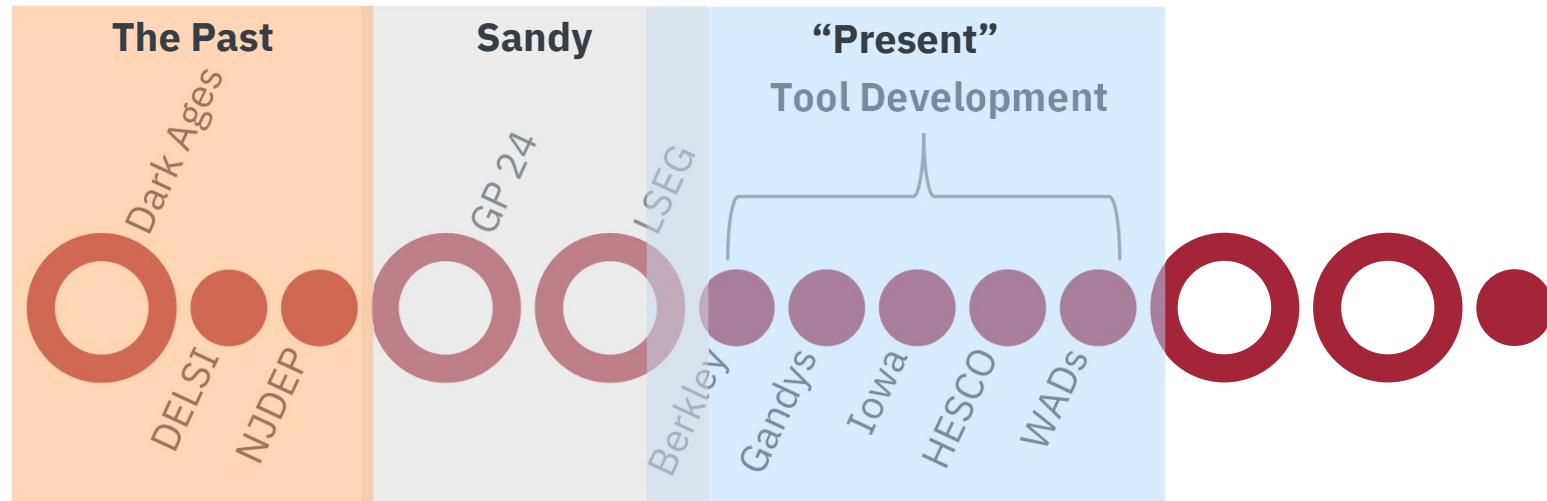 The Past
Sandy
“Present”
Tool Development
Dark Ages
GP 24
LSEG
DELSI
NJDEP
Berkley
Gandys
Iowa
HESCO
WADs